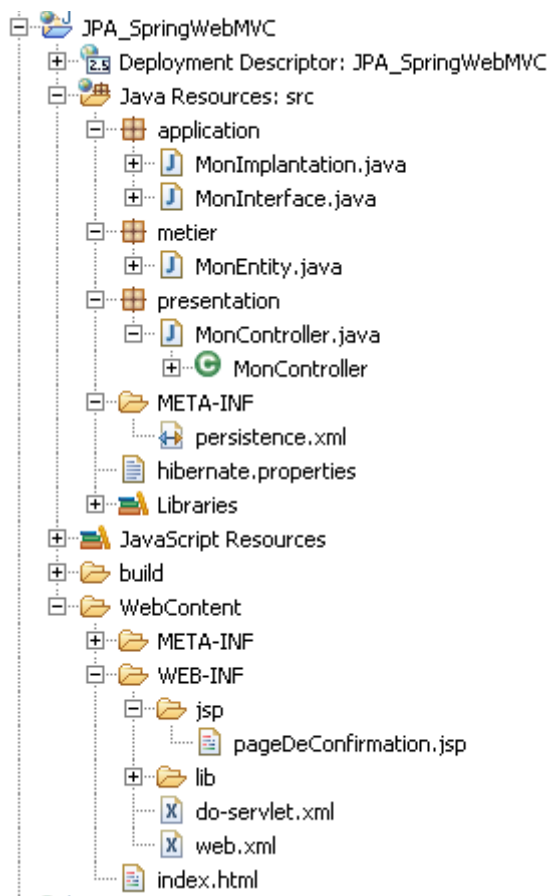 JPA_SpringWebMVC
2.5 Deployment Descriptor: JPA_SpringWebMVC
Java Resources: src
application
J MonImplantation.java
J MonInterface.java
metier
J MonEntity.java
presentation
J MonController.java
C MonController
META-INF
persistence.xml
hibernate.properties
Libraries
JavaScript Resources
build
WebContent
META-INF
WEB-INF
jsp
pageDeConfirmation.jsp
lib
X do-servlet.xml
X web.xml
index.html